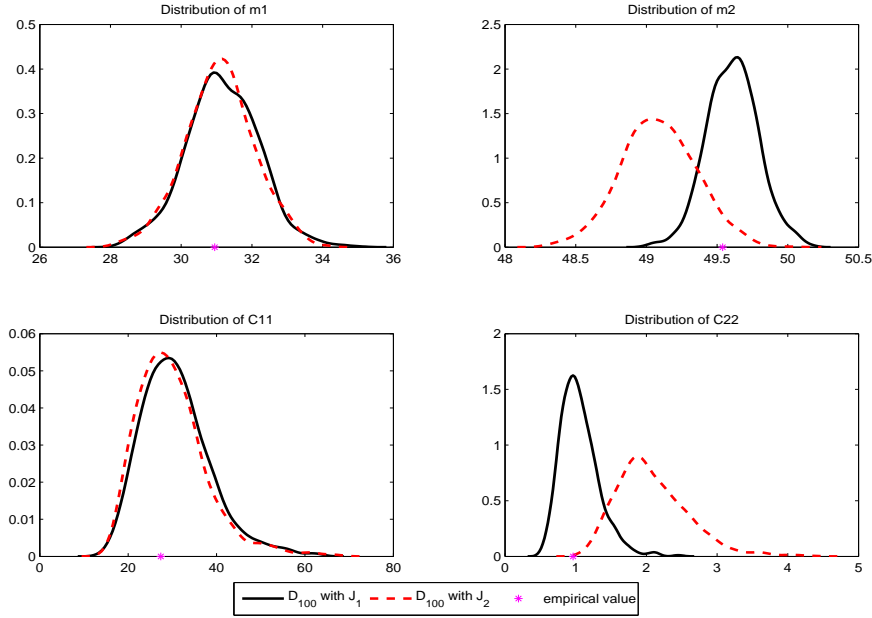 Distribution of m1
0.5
0.4
0.3
0.2
0.1
0
26 28 30 32 34 36
Distribution of m2
2.5
2
1.5
1
0.5
0
48 48.5 49 49.5 50 50.5
Distribution of C11
0.06
0.05
0.04
0.03
0.02
0.01
0
0 20 40 60 80
Distribution of C22
2
1.5
1
0.5
0
0 1 2 3 4 5
D_100 with J_1 D_100 with J_2 * empirical value